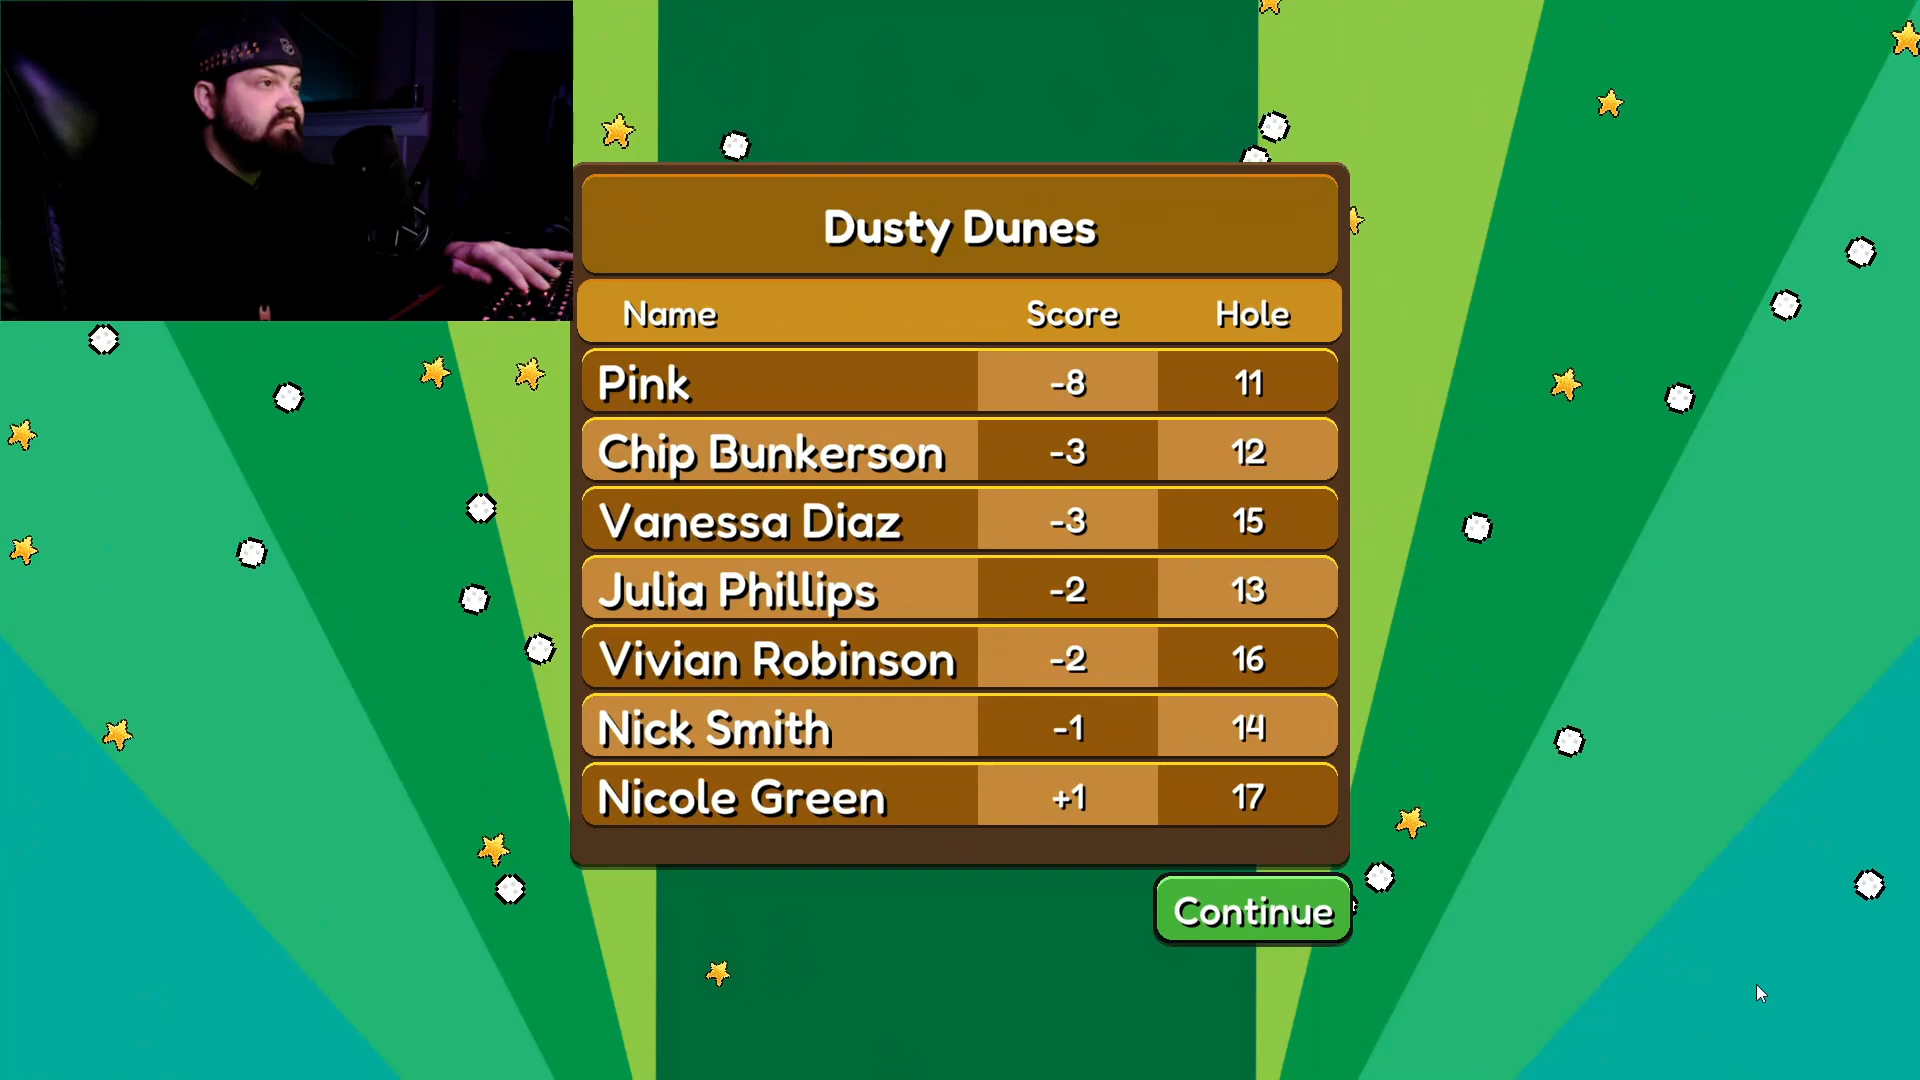 Dusty Dunes
Name Score Hole
Pink -8 11
Chip Bunkerson -3 12
Vanessa Diaz -3 15
Julia Phillips -2 13
Vivian Robinson -2 16
Nick Smith -1 14
Nicole Green +1 17
Continue